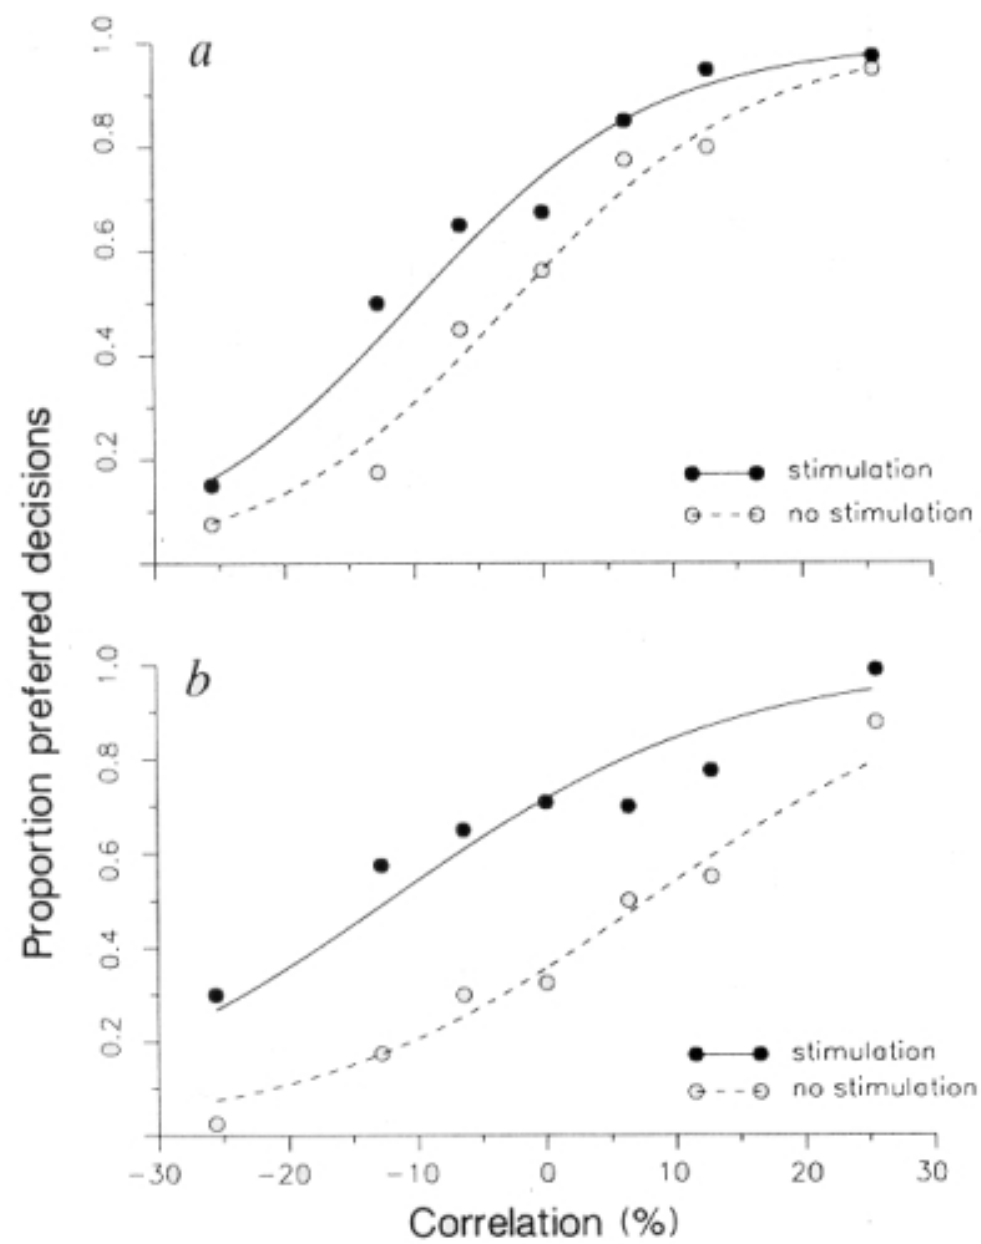 a
1.0
0.8
0.6
0.4
0.2
stimulation
no stimulation
Proportion preferred decisions
b
1.0
0.8
0.6
0.4
0.2
stimulation
no stimulation
-30 -20 -10 0 10 20 30
Correlation (%)